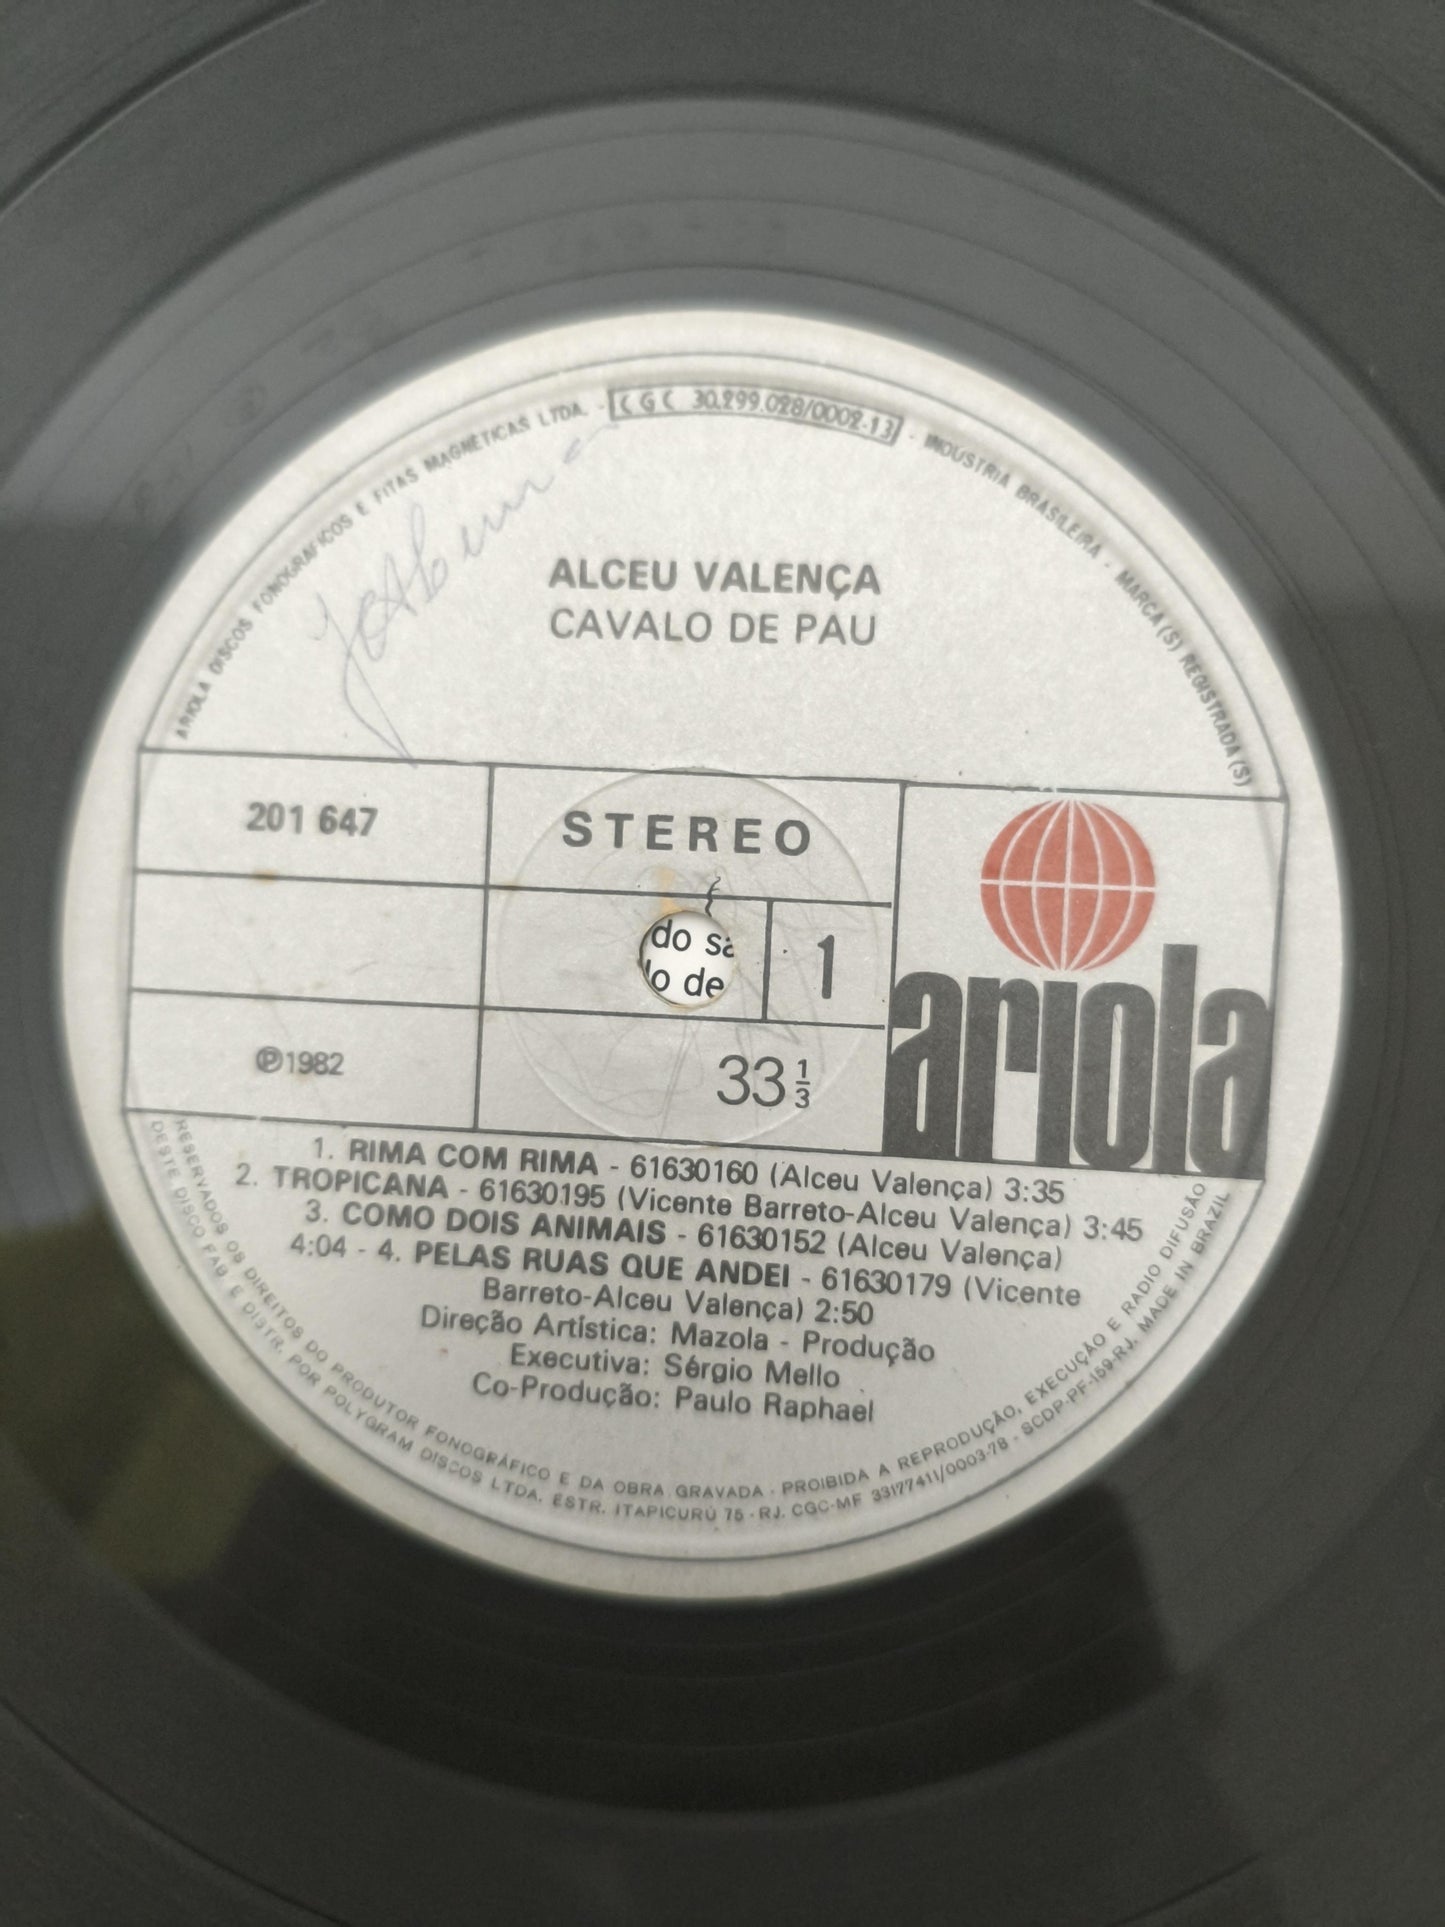 ARIOLA DISCOS FONOGRAFICOS E FITAS MAGNÉTICAS LTDA. - CGC 30.299.028/0002-13 - INDUSTRIA BRASILEIRA - MARCA(S) REGISTRADA(S)
ALCEU VALENÇA
CAVALO DE PAU
201 647
STEREO
do
lo de
1
ariola
℗1982
33 1/3
1. RIMA COM RIMA - 61630160 (Alceu Valença) 3:35
2. TROPICANA - 61630195 (Vicente Barreto-Alceu Valença) 3:45
3. COMO DOIS ANIMAIS - 61630152 (Alceu Valença)
4:04 - 4. PELAS RUAS QUE ANDEI - 61630179 (Vicente
Barreto-Alceu Valença) 2:50
Direção Artística: Mazola - Produção
Executiva: Sérgio Mello
Co-Produção: Paulo Raphael
RESERVADOS OS DIREITOS DO PRODUTOR FONOGRÁFICO E DA OBRA GRAVADA - PROIBIDA A REPRODUÇÃO, EXECUÇÃO E RADIO DIFUSÃO
DESTE DISCO FAB. E DISTR. POR POLYGRAM DISCOS LTDA. ESTR. ITAPICURÚ 75 - RJ. CGC-MF 33177411/0003-78 - SCDP-PF-159-RJ. MADE IN BRAZIL